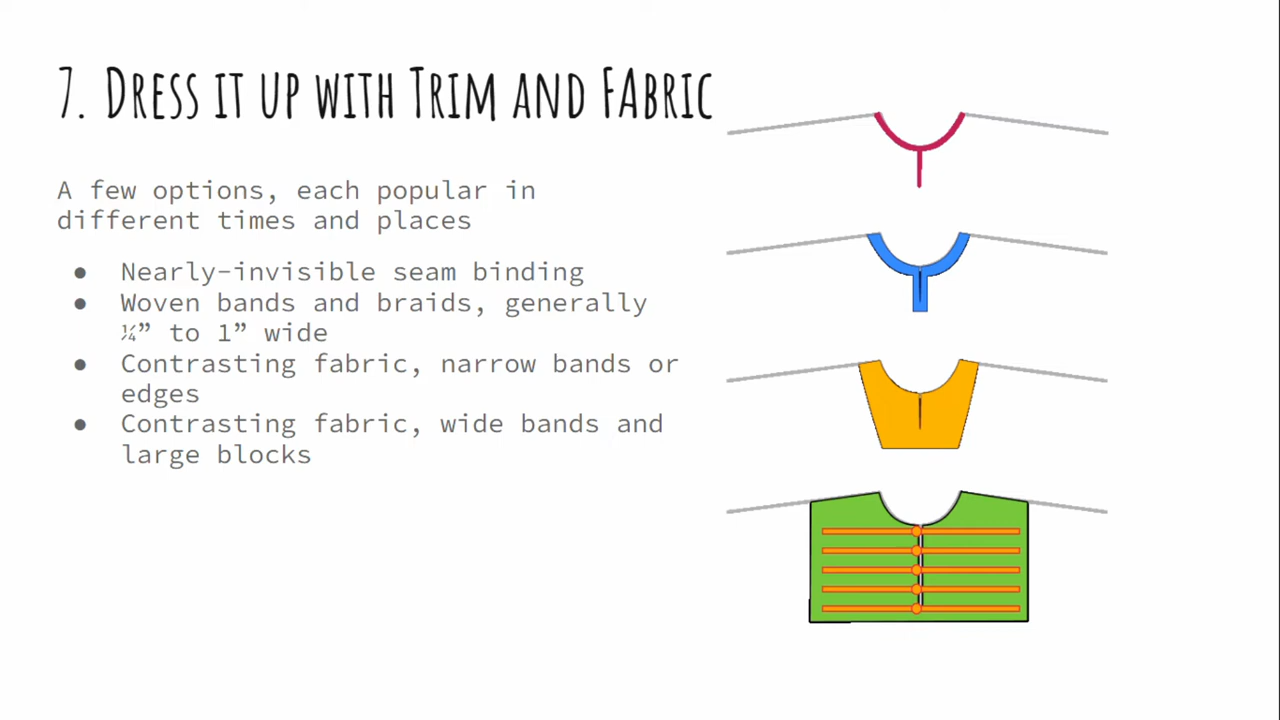 7. Dress it up with Trim and FAbric
A few options, each popular in
different times and places
● Nearly-invisible seam binding
● Woven bands and braids, generally
¼” to 1” wide
● Contrasting fabric, narrow bands or
edges
● Contrasting fabric, wide bands and
large blocks